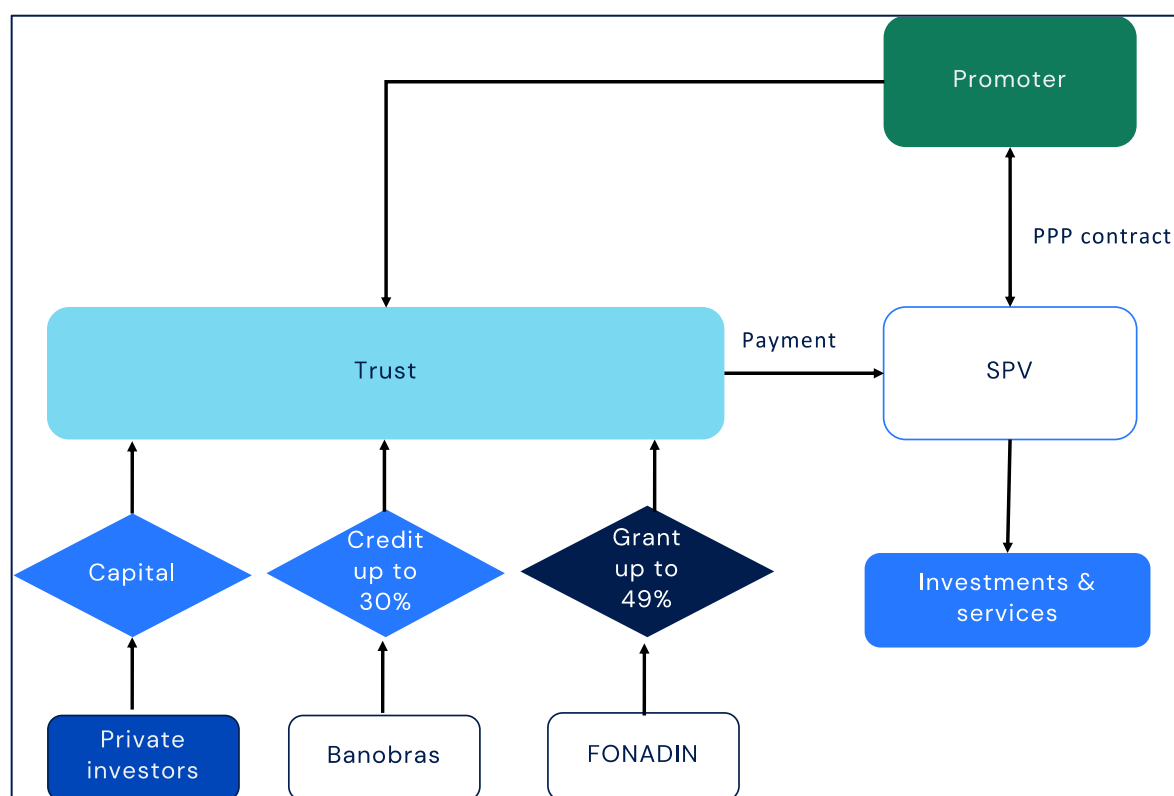 Promoter
PPP contract
Payment
Trust
SPV
Capital
Credit
up to
30%
Grant
up to
49%
Investments &
services
Private
investors
Banobras
FONADIN